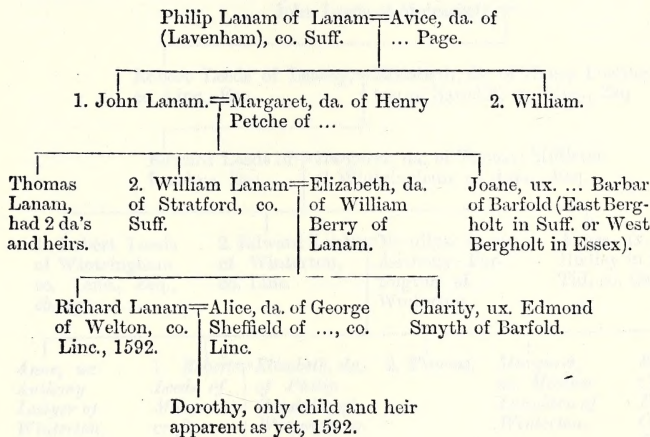 Philip Lanam of Lanam=Avice, da. of
(Lavenham), co. Suff. ... Page.
1. John Lanam.=Margaret, da. of Henry
Petche of ...
2. William.
Thomas
Lanam,
had 2 da's
and heirs.
2. William Lanam=Elizabeth, da.
of Stratford, co. of William
Suff. Berry of
Lanam.
Joane, ux. ... Barbar
of Barfold (East Berg-
holt in Suff. or West
Bergholt in Essex).
Richard Lanam=Alice, da. of George
of Welton, co. Sheffield of ..., co.
Linc., 1592. Linc.
Charity, ux. Edmond
Smyth of Barfold.
Dorothy, only child and heir
apparent as yet, 1592.